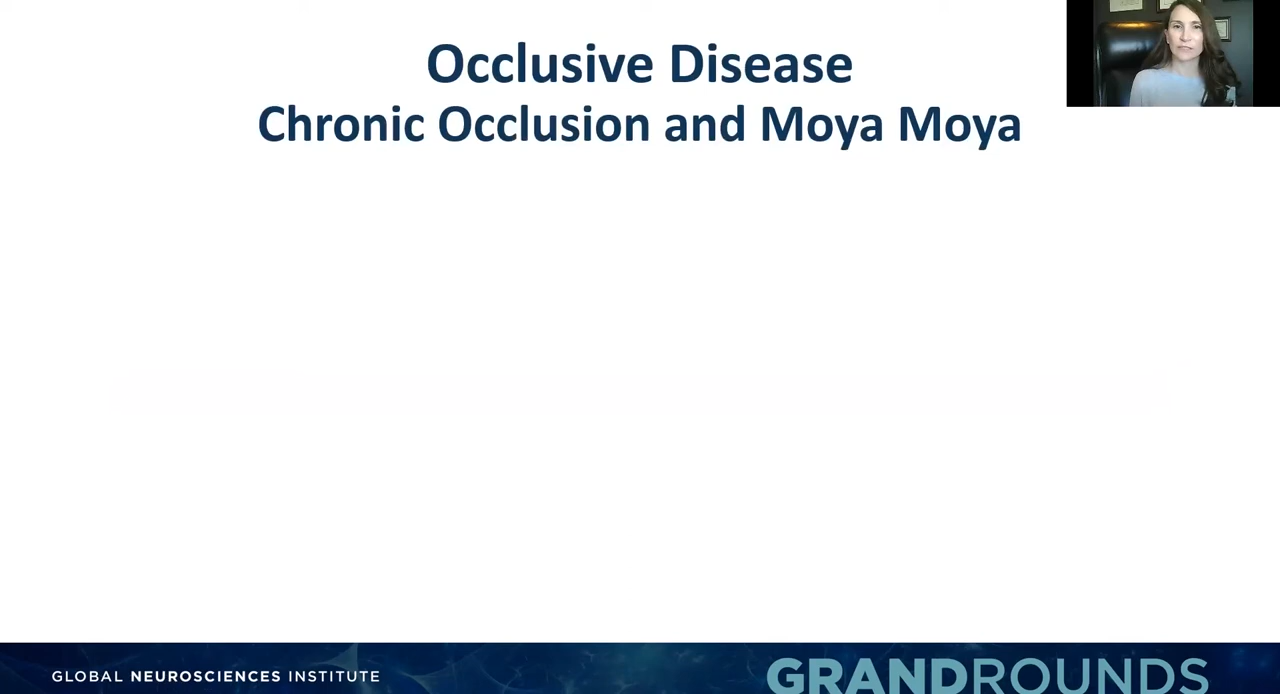 Occlusive Disease
Chronic Occlusion and Moya Moya
GLOBAL NEUROSCIENCES INSTITUTE
GRANDROUNDS